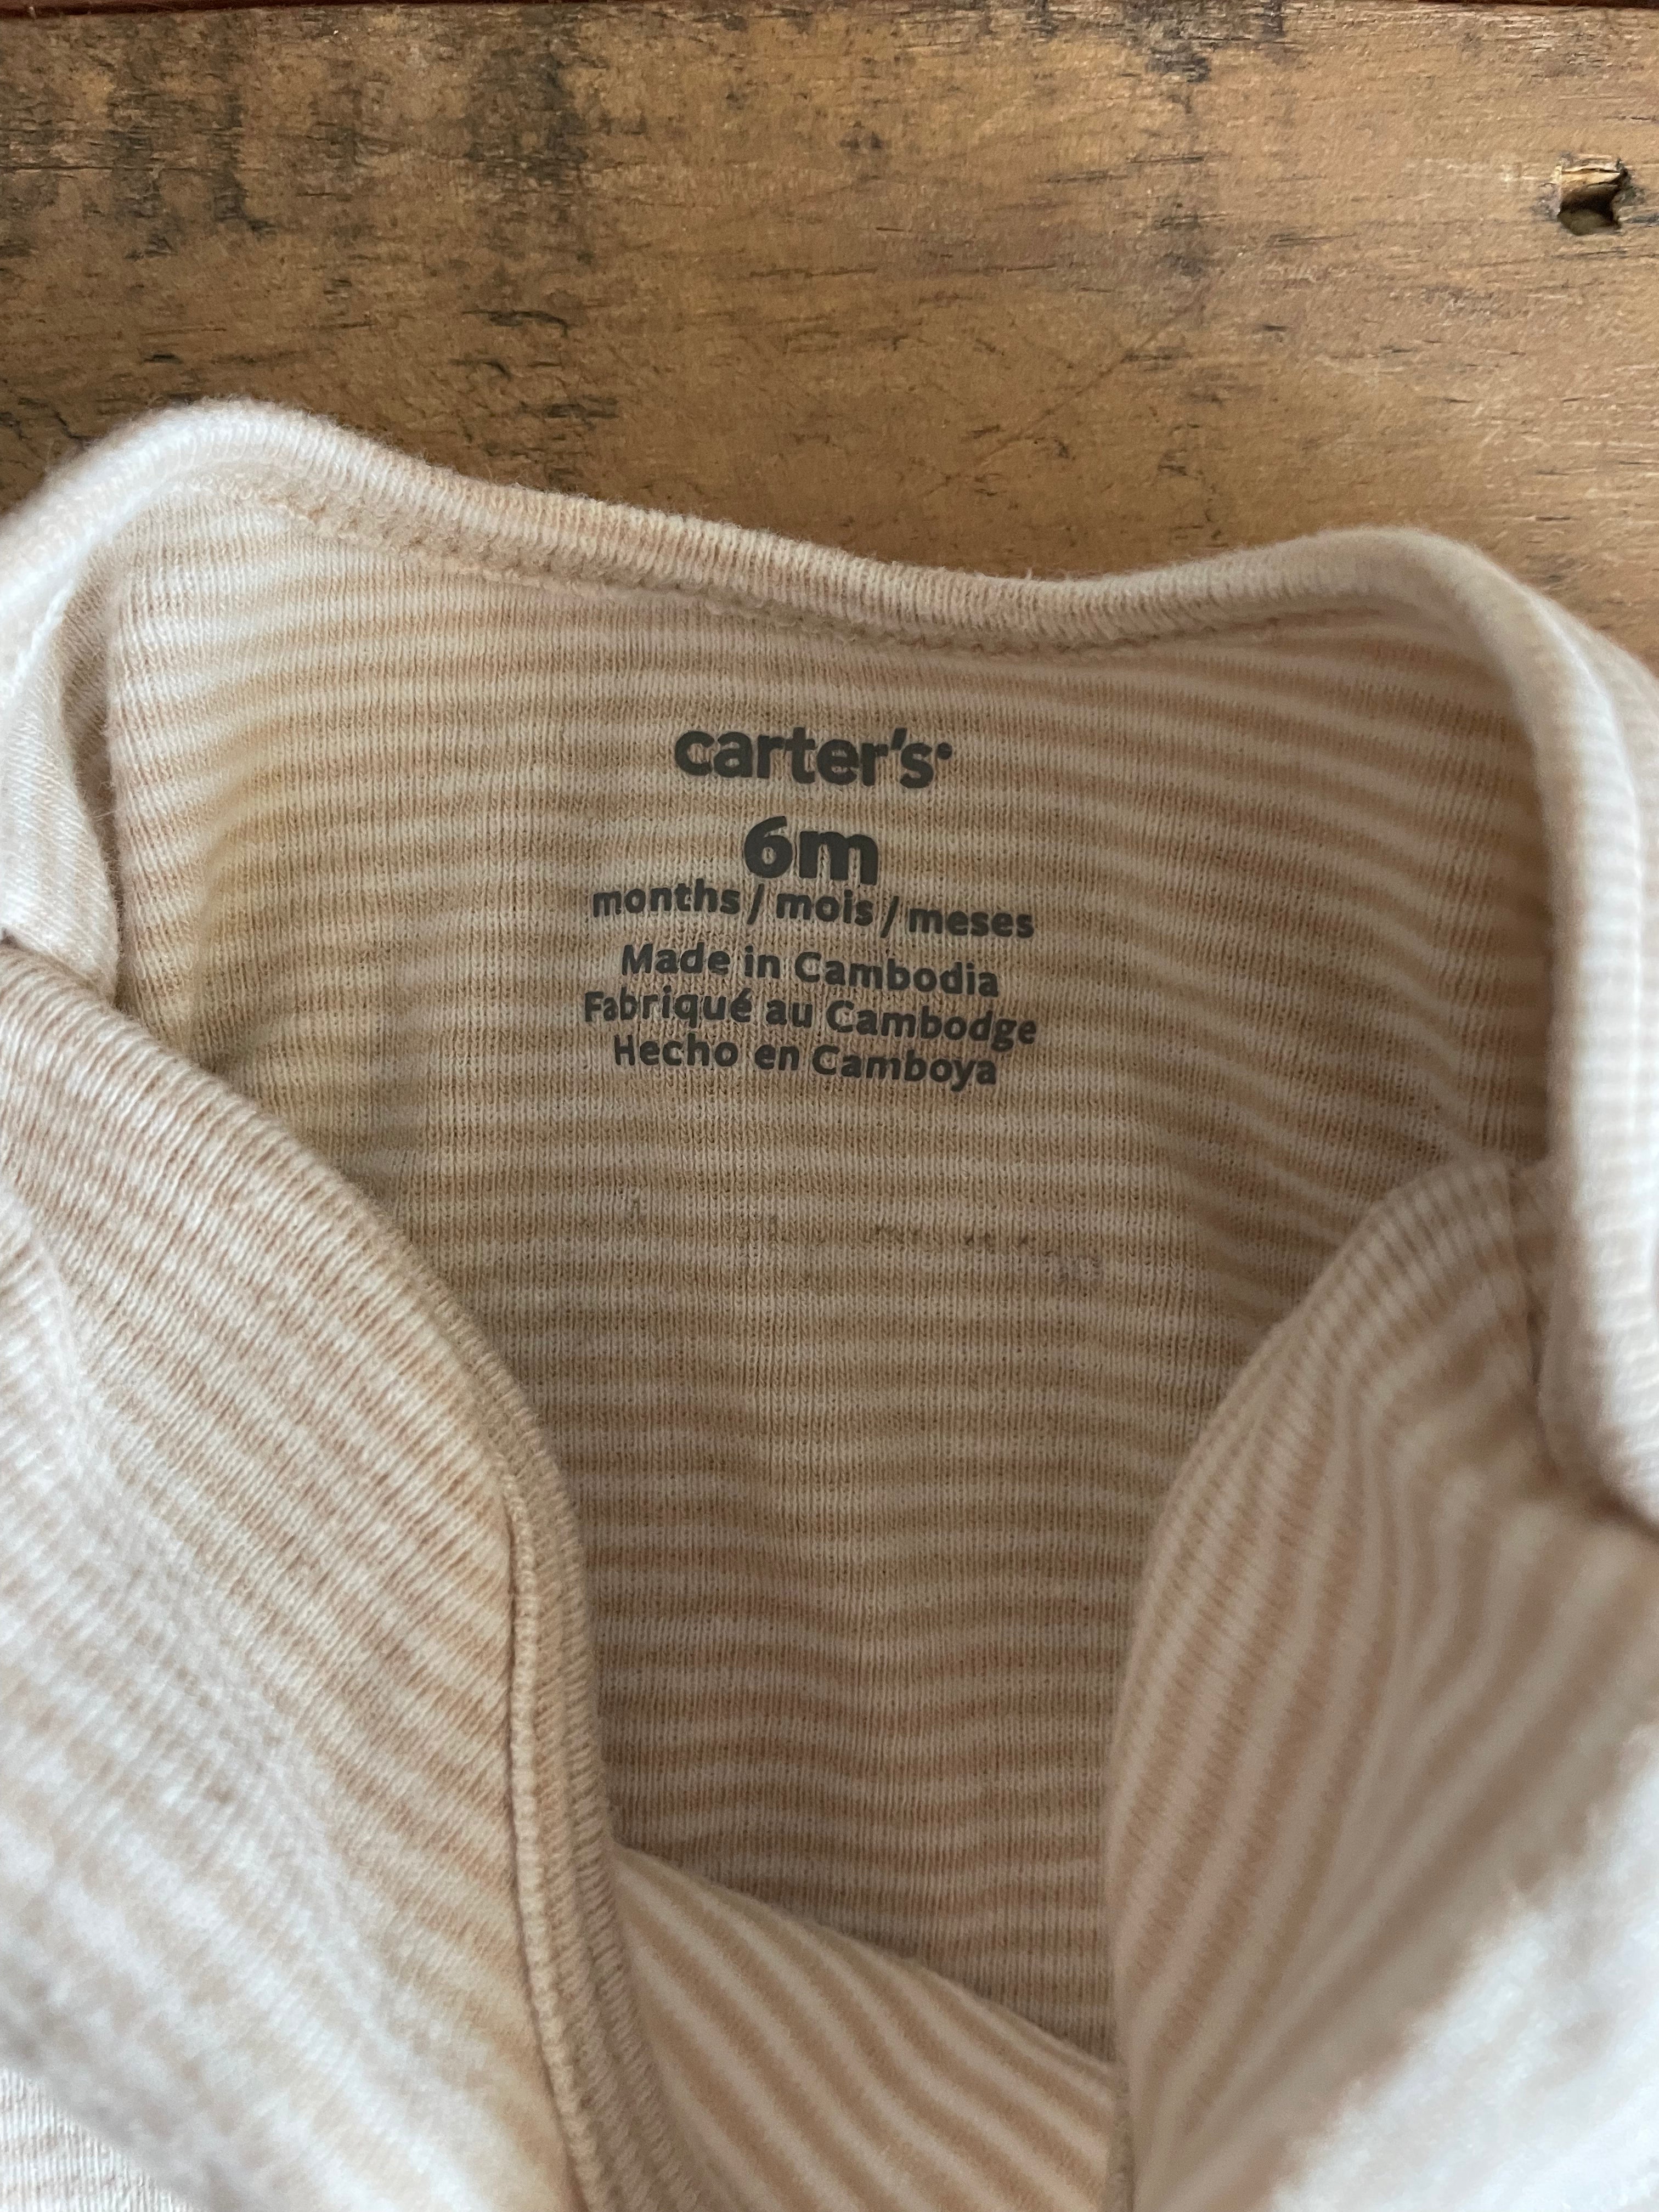 carter's
6m
months / mois / meses
Made in Cambodia
Fabriqué au Cambodge
Hecho en Camboya